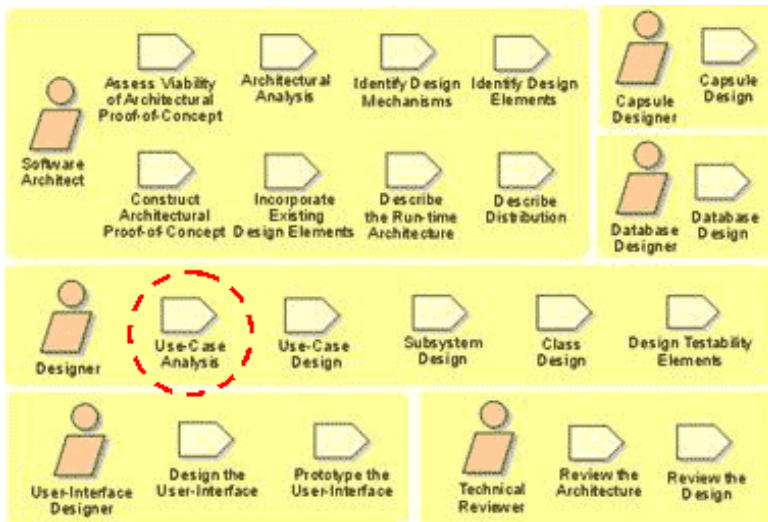 Assess Viability
of Architectural
Proof-of-Concept
Architectural
Analysis
Identify Design
Mechanisms
Identify Design
Elements
Software
Architect
Construct
Architectural
Proof-of-Concept
Incorporate
Existing
Design Elements
Describe
the Run-time
Architecture
Describe
Distribution
Capsule
Designer
Capsule
Design
Database
Designer
Database
Design
Designer
Use-Case
Analysis
Use-Case
Design
Subsystem
Design
Class
Design
Design Testability
Elements
User-Interface
Designer
Design the
User-Interface
Prototype the
User-Interface
Technical
Reviewer
Review the
Architecture
Review the
Design